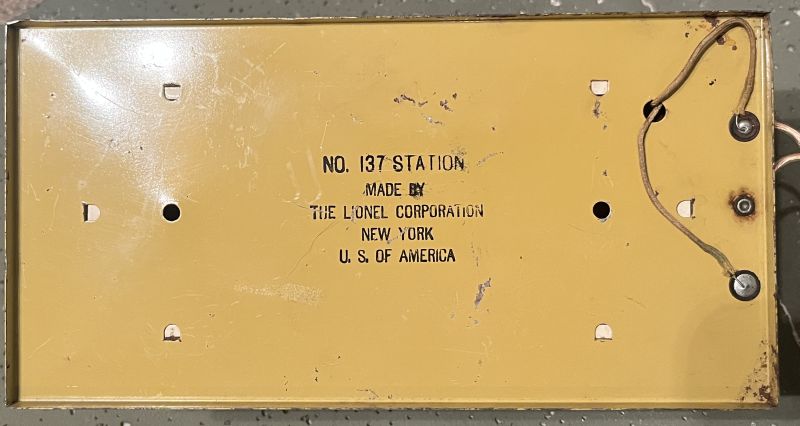 NO. 137 STATION
MADE BY
THE LIONEL CORPORATION
NEW YORK
U. S. OF AMERICA